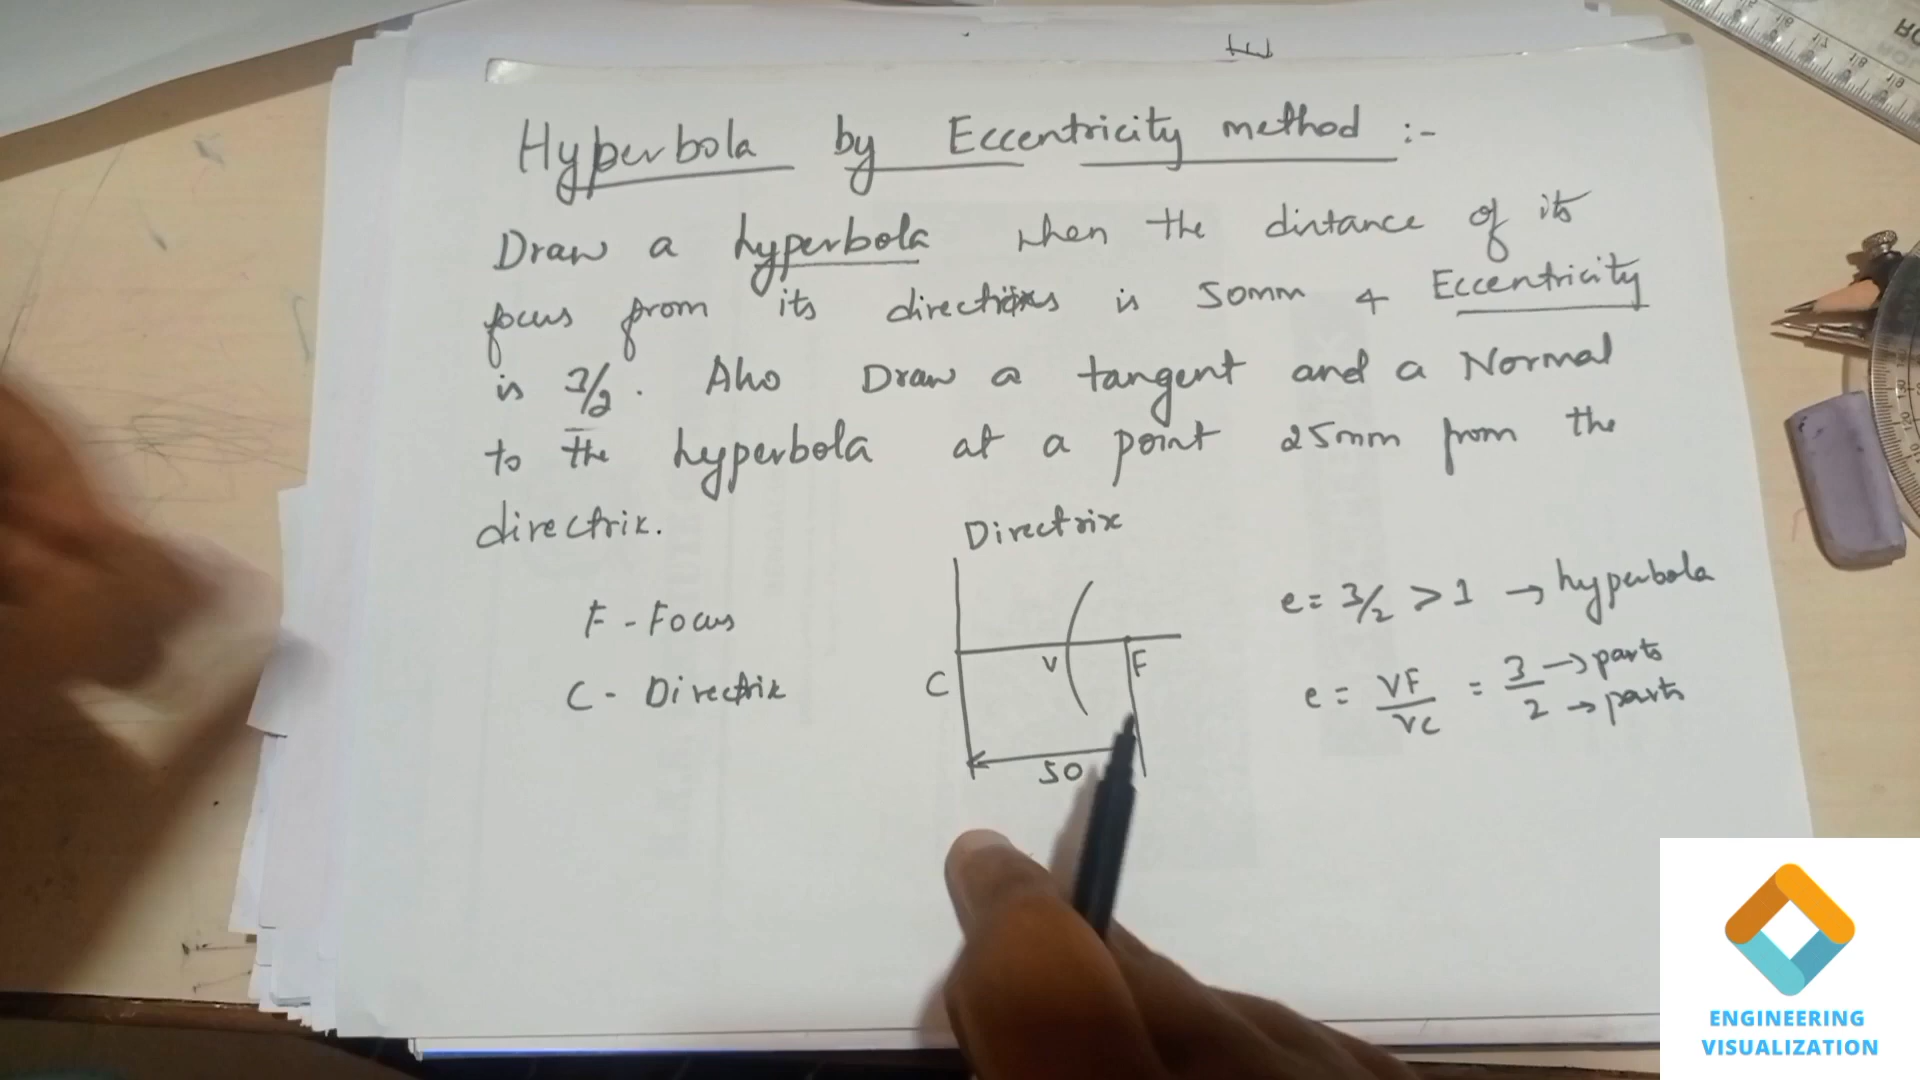 Hyperbola by Eccentricity method :-
Draw a hyperbola when the distance of its
focus from its directrix is 50mm & Eccentricity
is 3/2. Also Draw a tangent and a Normal
to the hyperbola at a point 25mm from the
directrix.
Directrix
F - Focus
C - Directrix
C
V
F
50
e = 3/2 > 1 → hyperbola
e = VF/VC = 3/2 → parts → parts
ENGINEERING
VISUALIZATION